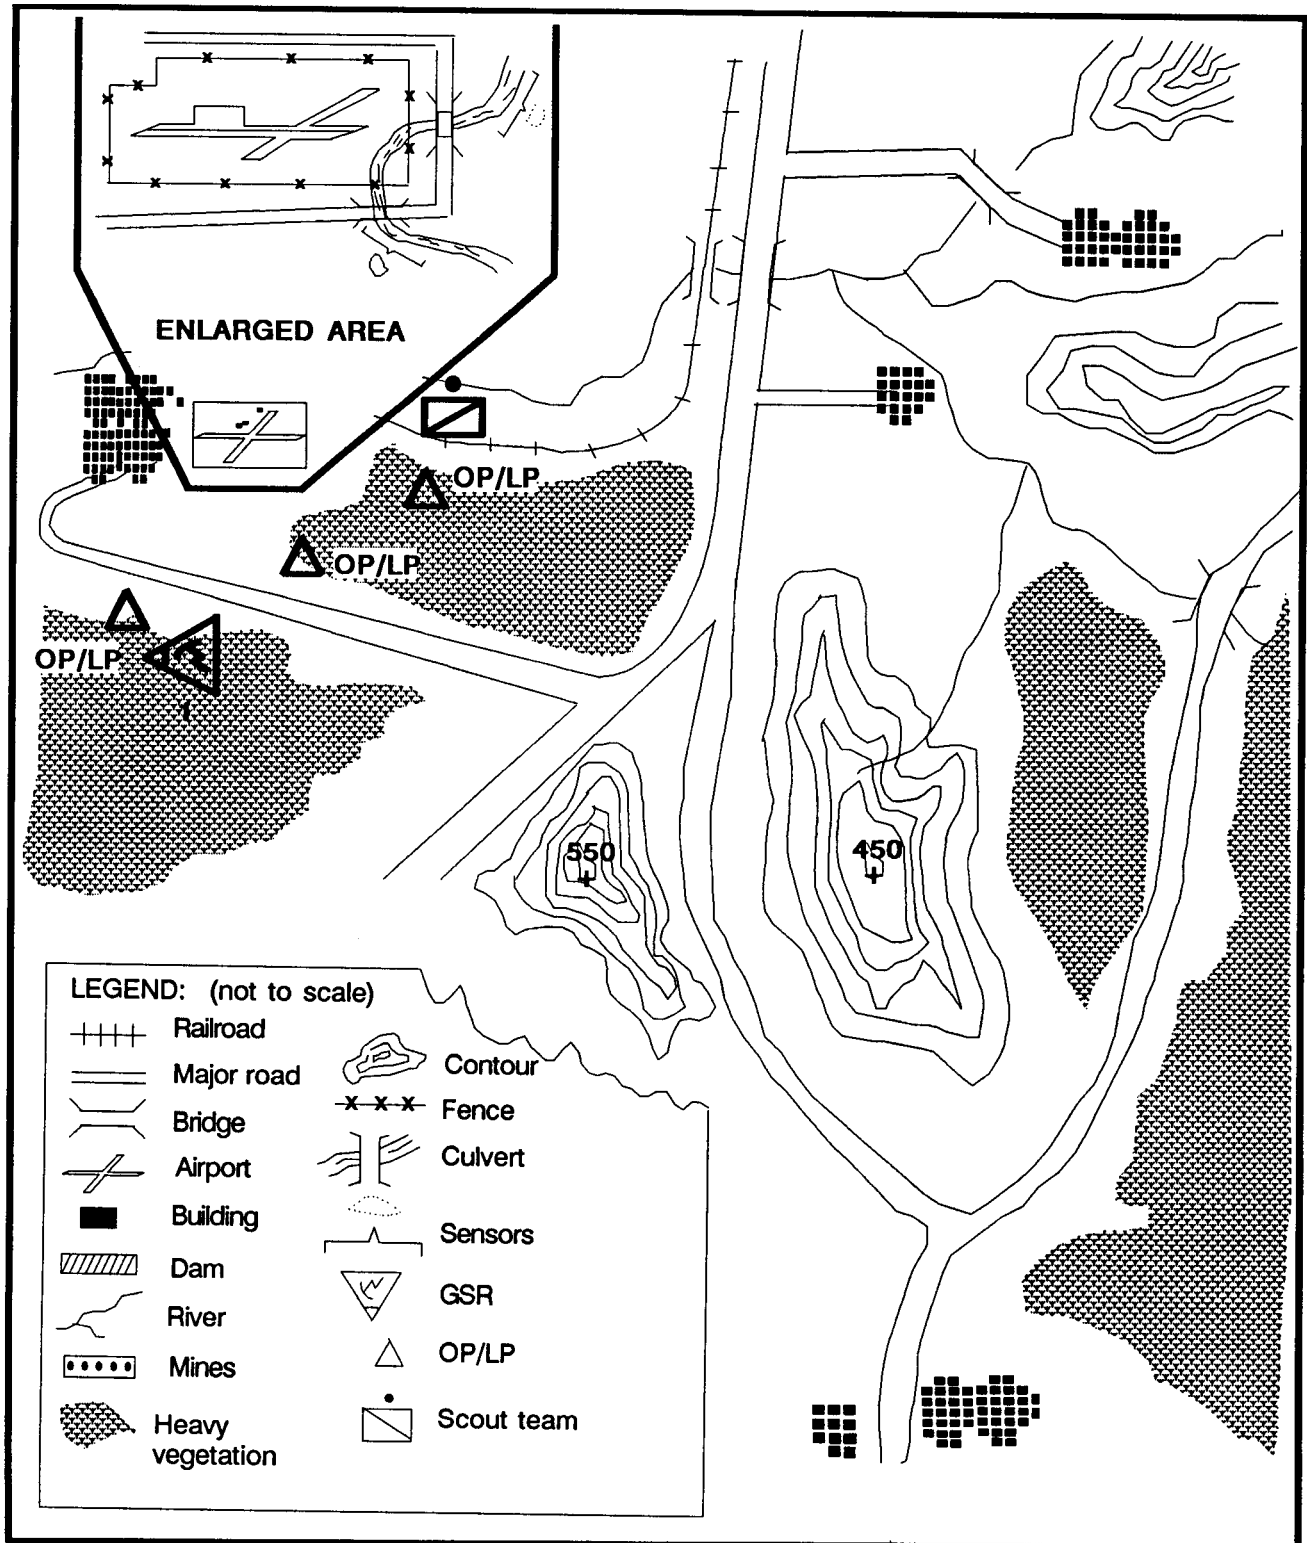 ENLARGED AREA
OP/LP
OP/LP
OP/LP
1
550
450
LEGEND: (not to scale)
Railroad
Major road
Bridge
Airport
Building
Dam
River
Mines
Heavy
vegetation
Contour
Fence
Culvert
Sensors
GSR
OP/LP
Scout team